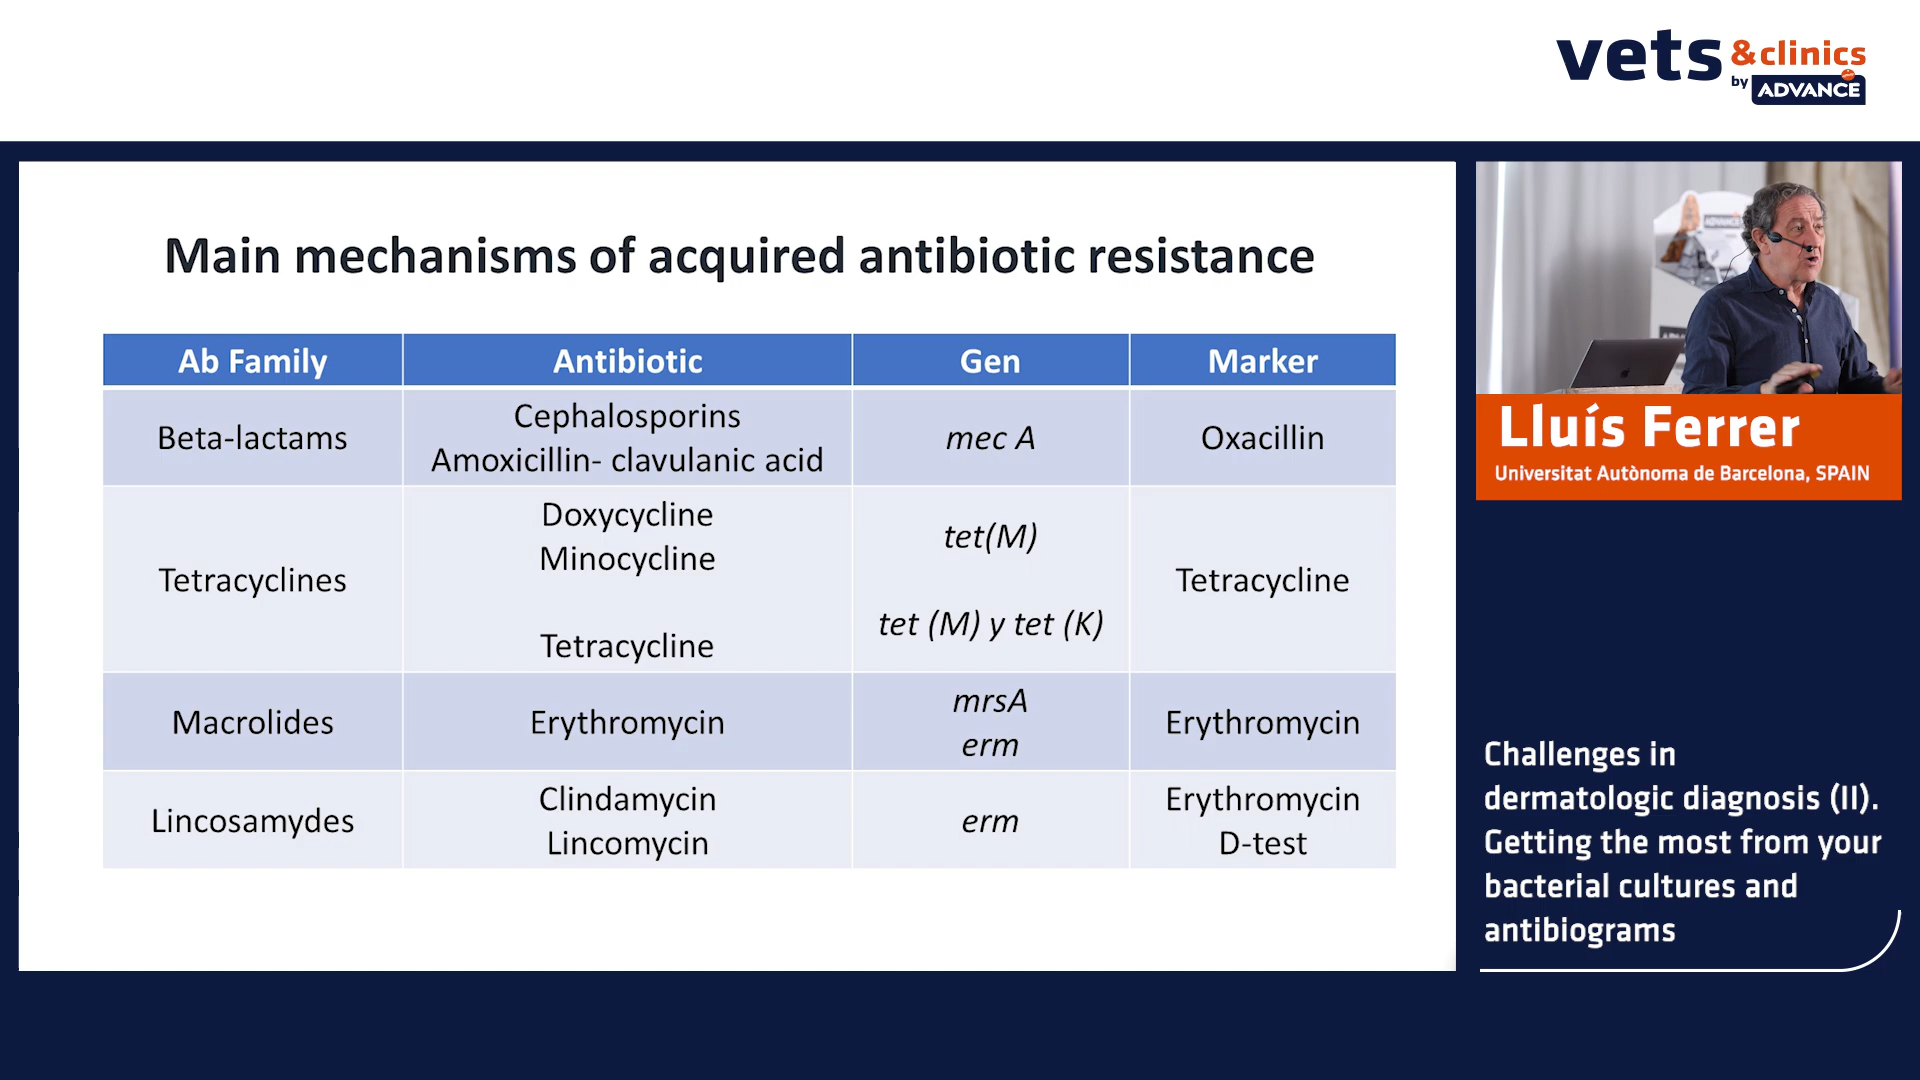 vets &clinics
by ADVANCE
Main mechanisms of acquired antibiotic resistance
Ab Family Antibiotic Gen Marker
Beta-lactams
Cephalosporins
Amoxicillin- clavulanic acid
mec A
Oxacillin
Tetracyclines
Doxycycline
Minocycline
Tetracycline
tet(M)
tet (M) y tet (K)
Tetracycline
Macrolides
Erythromycin
mrsA
erm
Erythromycin
Lincosamydes
Clindamycin
Lincomycin
erm
Erythromycin
D-test
Lluís Ferrer
Universitat Autònoma de Barcelona, SPAIN
Challenges in
dermatologic diagnosis (II).
Getting the most from your
bacterial cultures and
antibiograms